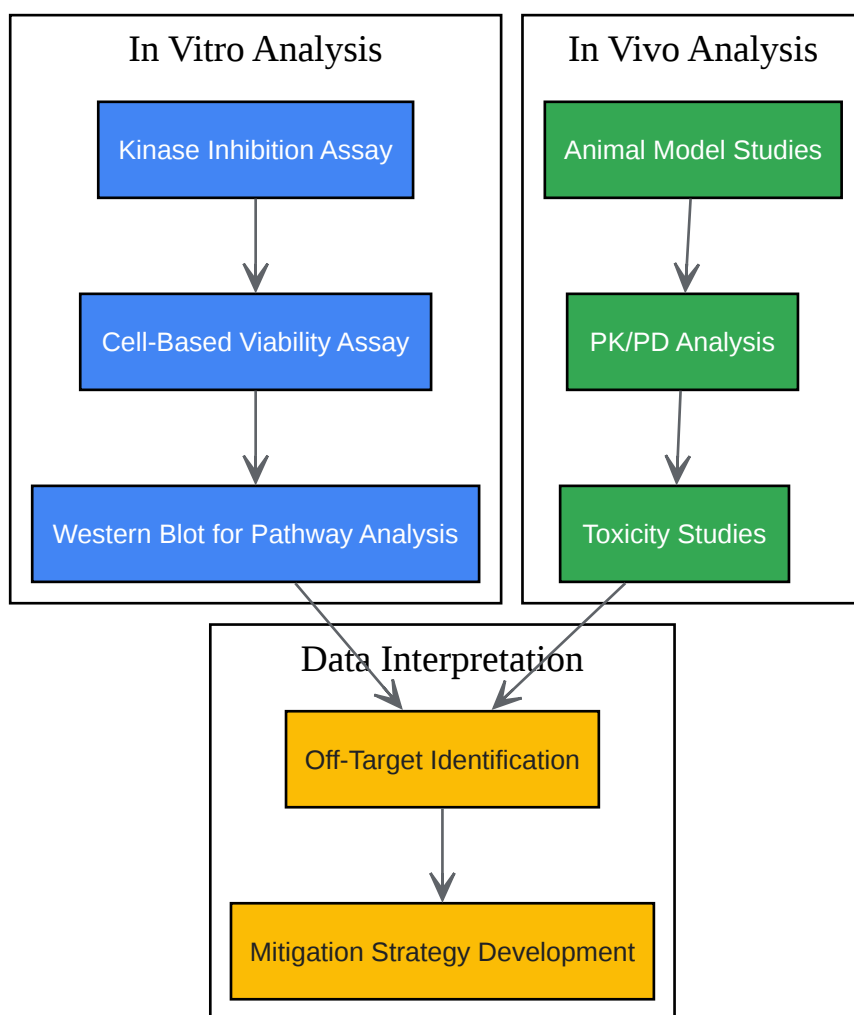 In Vitro Analysis
Kinase Inhibition Assay
Cell-Based Viability Assay
Western Blot for Pathway Analysis
In Vivo Analysis
Animal Model Studies
PK/PD Analysis
Toxicity Studies
Data Interpretation
Off-Target Identification
Mitigation Strategy Development